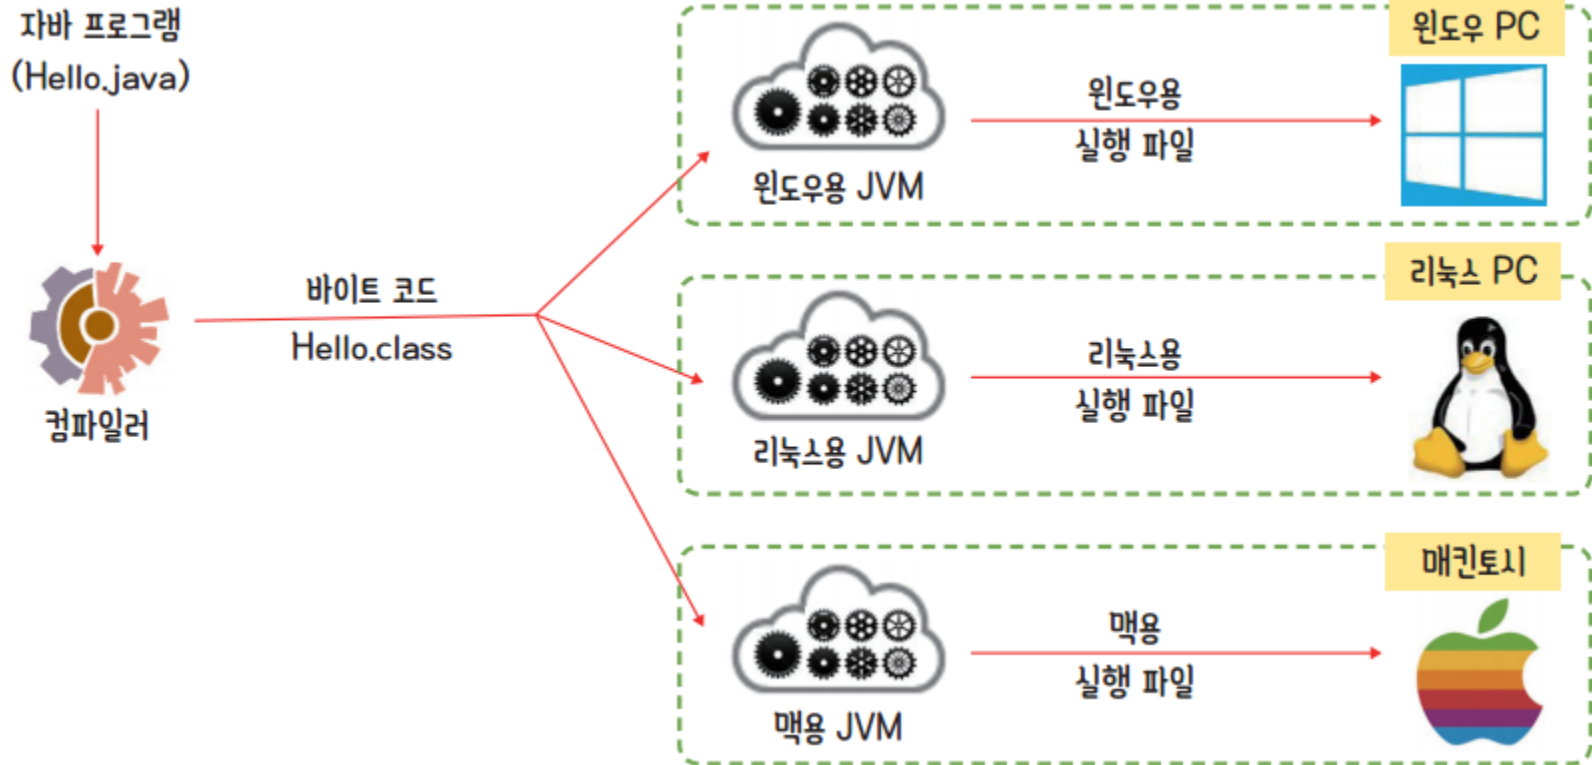 자바 프로그램
(Hello.java)
컴파일러
바이트 코드
Hello.class
윈도우용 JVM
윈도우용
실행 파일
윈도우 PC
리눅스용 JVM
리눅스용
실행 파일
리눅스 PC
맥용 JVM
맥용
실행 파일
매킨토시